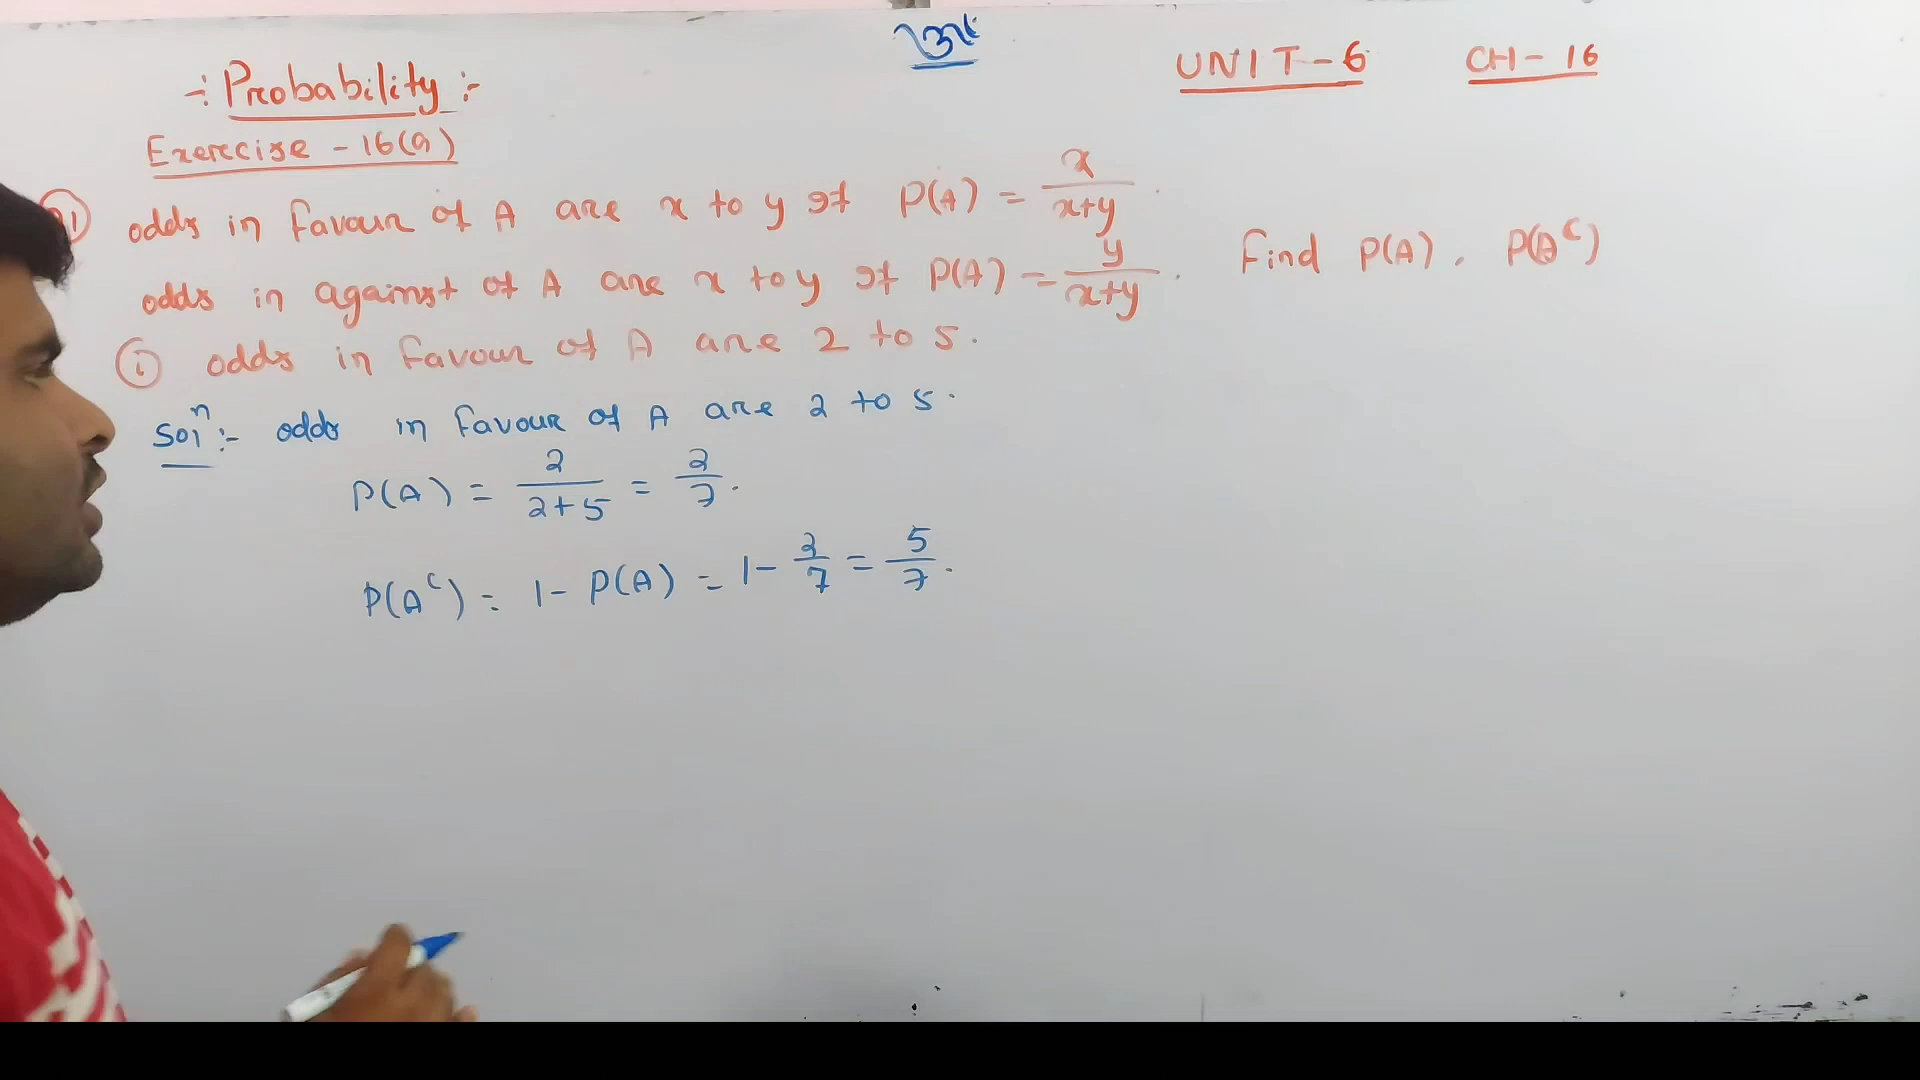 UNIT-6 CH-16
-: Probability :-
Exercise - 16(a)
odds in favour of A are x to y if P(A) = x/(x+y).
odds in against of A are x to y if P(A) = y/(x+y). Find P(A), P(A^c)
(i) odds in favour of A are 2 to 5.
Sol^n :- odds in favour of A are 2 to 5.
P(A) = 2/(2+5) = 2/7.
P(A^c) = 1 - P(A) = 1 - 2/7 = 5/7.